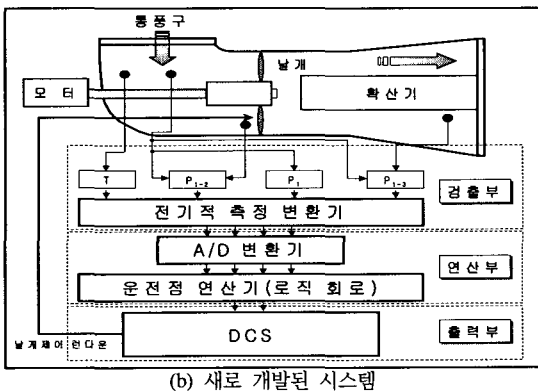 통풍구
날개
모 터
확산기
T
P₁₋₂
P₁
P₁₋₃
검출부
전기적 측정 변환기
A/D 변환기
연산부
운전점 연산기(로직 회로)
출력부
DCS
날개제어 런다운
(b) 새로 개발된 시스템